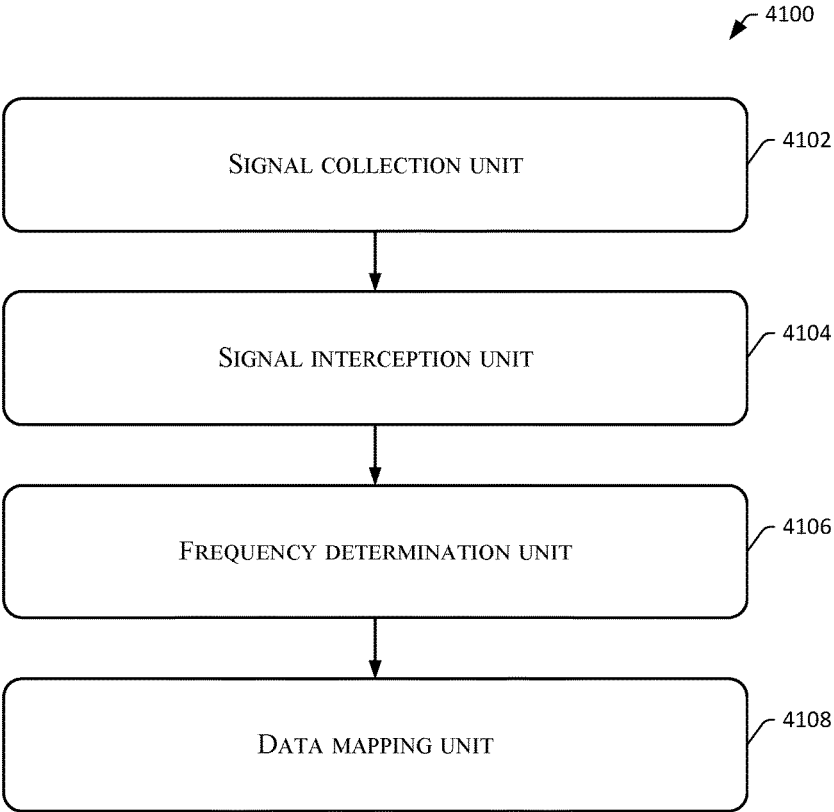 4100
SIGNAL COLLECTION UNIT
4102
SIGNAL INTERCEPTION UNIT
4104
FREQUENCY DETERMINATION UNIT
4106
DATA MAPPING UNIT
4108